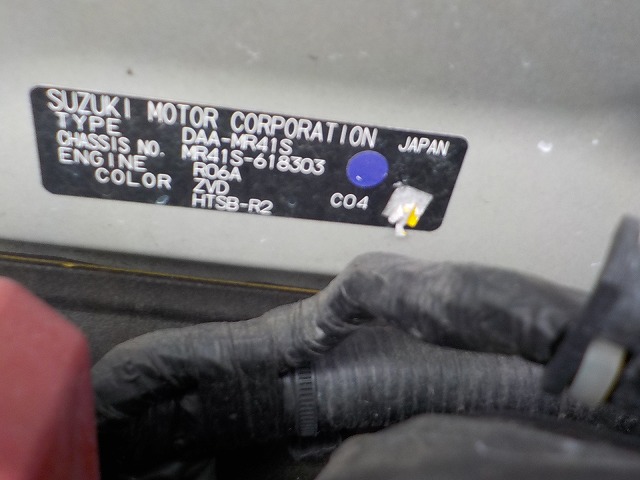 SUZUKI MOTOR CORPORATION JAPAN
TYPE DAA-MR41S
CHASSIS NO. MR41S-618303
ENGINE R06A
COLOR ZVD
HTSB-R2 C04